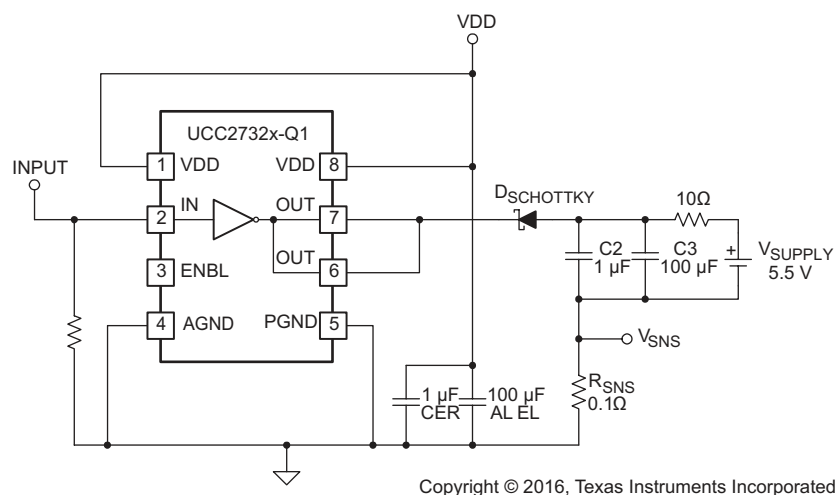 VDD
UCC2732x-Q1
INPUT
1 VDD VDD 8
2 IN OUT 7
3 ENBL OUT 6
4 AGND PGND 5
DSCHOTTKY
10Ω
C2
1 µF
C3
100 µF
+
VSUPPLY
5.5 V
VSNS
RSNS
0.1Ω
1 µF
CER
100 µF
AL EL
Copyright © 2016, Texas Instruments Incorporated